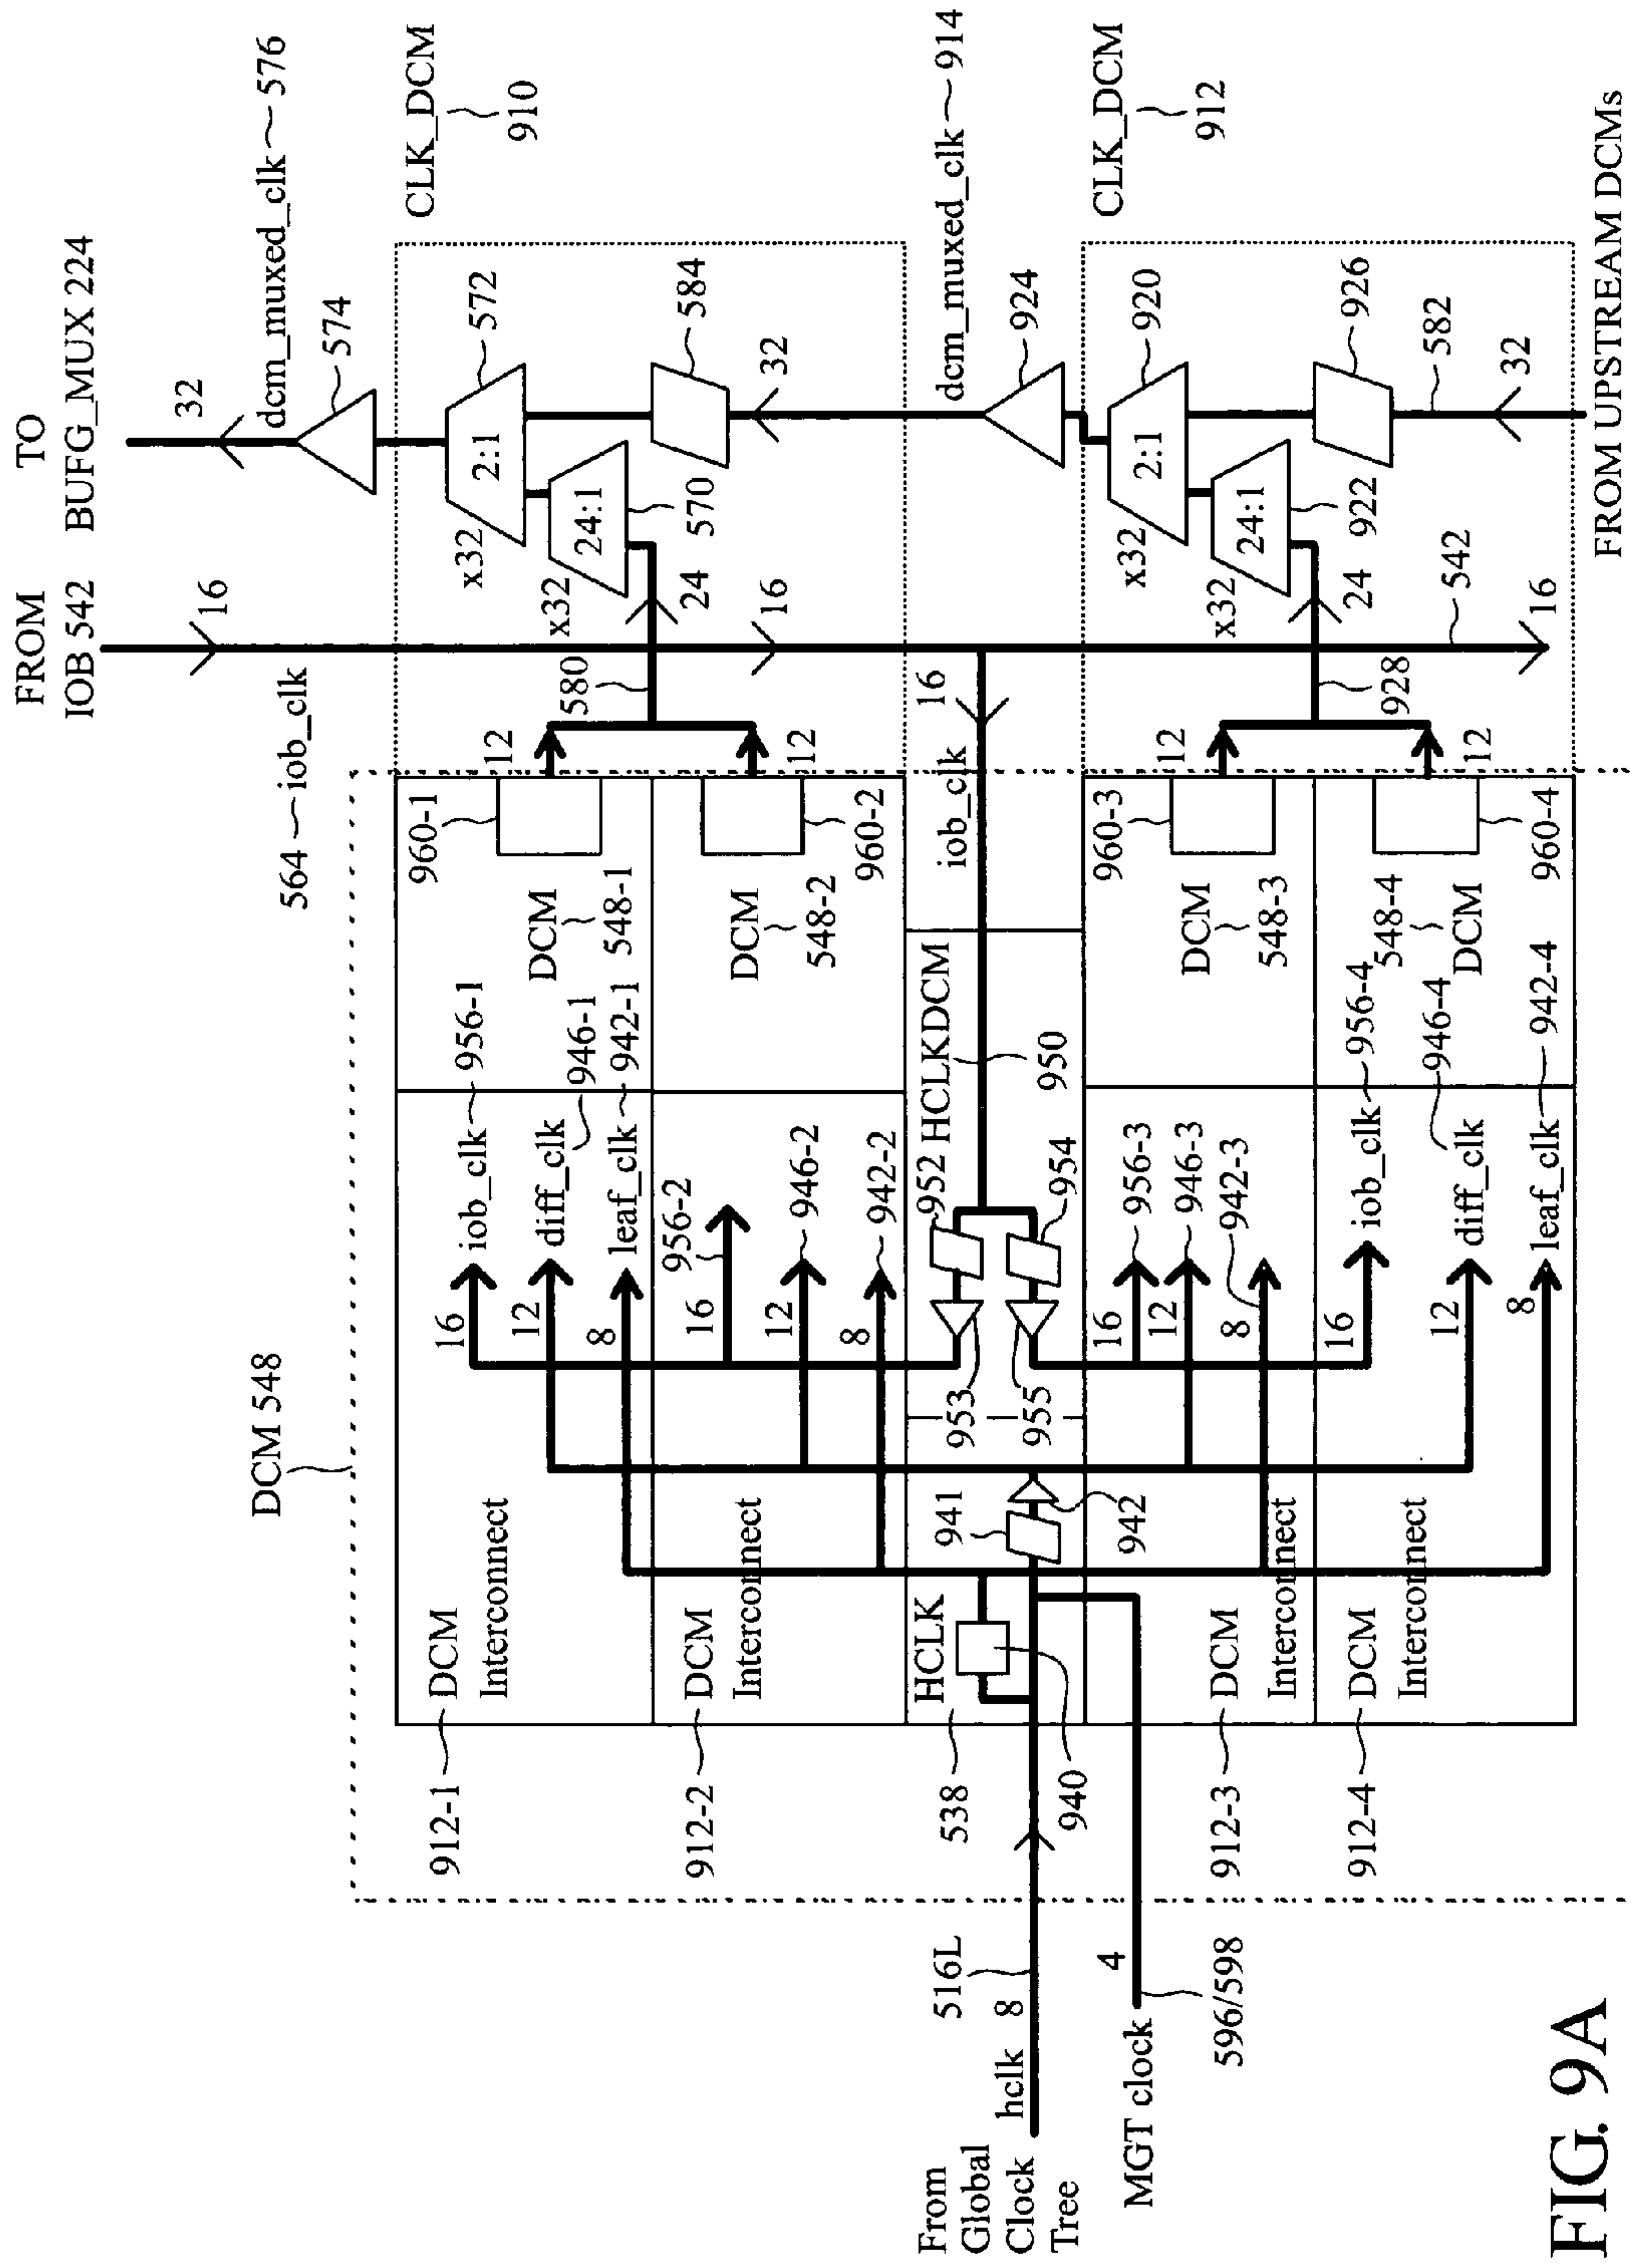 FROM
IOB 542
TO
BUFG_MUX 224
564
iob_clk
16
32
dcm_muxed_clk
576
574
CLK_DCM
910
572
2:1
x32
584
24:1
x32
570
24
32
16
580
12
12
dcm_muxed_clk
914
924
CLK_DCM
912
920
2:1
x32
926
24:1
x32
922
24
582
32
542
16
928
12
12
FROM UPSTREAM DCMs
16
iob_clk
DCM 548
960-1
DCM
548-1
960-2
DCM
548-2
960-3
DCM
548-3
960-4
548-4
DCM
912-1
DCM
Interconnect
16
iob_clk
956-1
12
diff_clk
946-1
8
leaf_clk
942-1
912-2
DCM
Interconnect
16
956-2
12
946-2
8
942-2
538
HCLK
940
941
942
953
955
952
954
HCLKDCM
950
912-3
DCM
Interconnect
16
956-3
12
946-3
8
942-3
912-4
DCM
Interconnect
16
iob_clk
956-4
12
diff_clk
946-4
8
leaf_clk
942-4
From
Global
Clock
Tree
hclk
8
516L
MGT clock
4
596/598
FIG. 9A